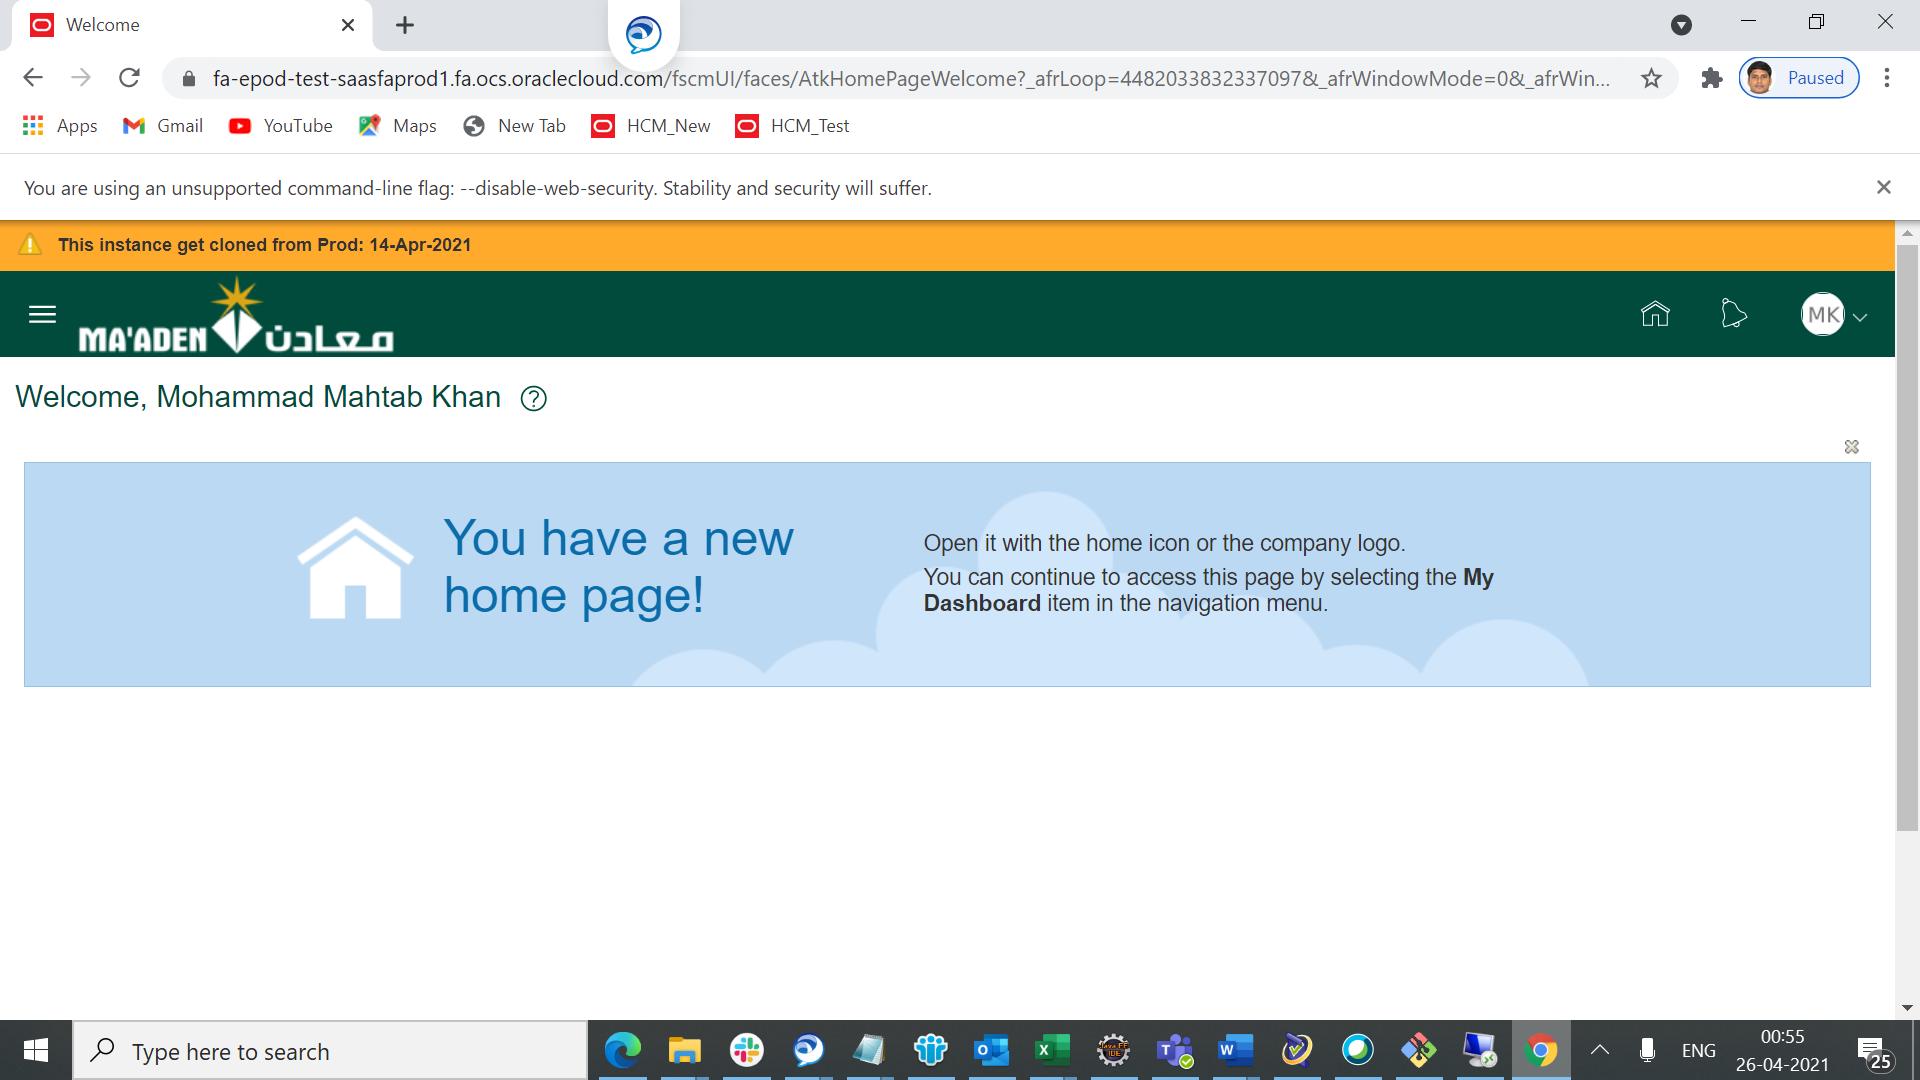 Welcome
fa-epod-test-saasfaprod1.fa.ocs.oraclecloud.com/fscmUI/faces/AtkHomePageWelcome?_afrLoop=4482033832337097&_afrWindowMode=0&_afrWin...
Paused
Apps Gmail YouTube Maps New Tab HCM_New HCM_Test
You are using an unsupported command-line flag: --disable-web-security. Stability and security will suffer.
This instance get cloned from Prod: 14-Apr-2021
MA'ADEN معادن
MK
Welcome, Mohammad Mahtab Khan
You have a new
home page!
Open it with the home icon or the company logo.
You can continue to access this page by selecting the My
Dashboard item in the navigation menu.
Type here to search
ENG
00:55
26-04-2021
25